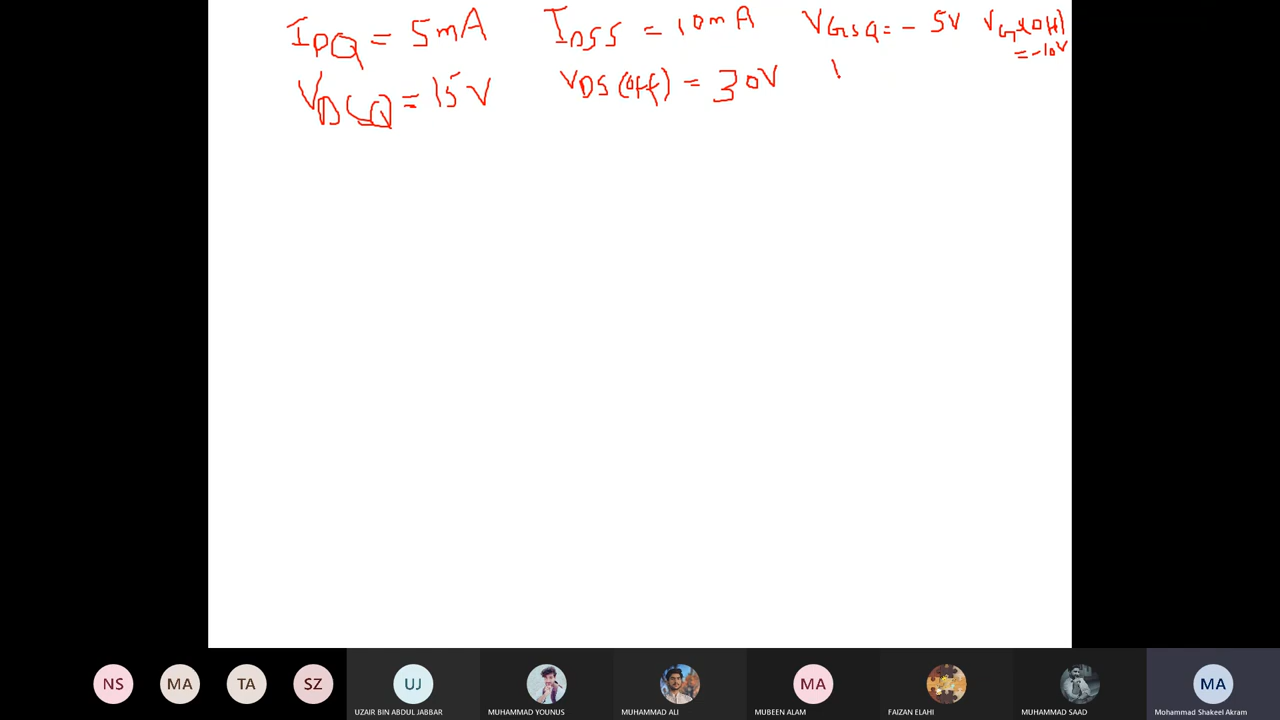 IDQ = 5mA IDSS = 10mA VGSQ = - 5V VGS(Off)
= -10V
VDSQ = 15V VDS (Off) = 30V
NS MA TA SZ UJ MA MA
UZAIR BIN ABDUL JABBAR MUHAMMAD YOUNUS MUHAMMAD ALI MUBEEN ALAM FAIZAN ELAHI MUHAMMAD SAAD Mohammad Shakeel Akram